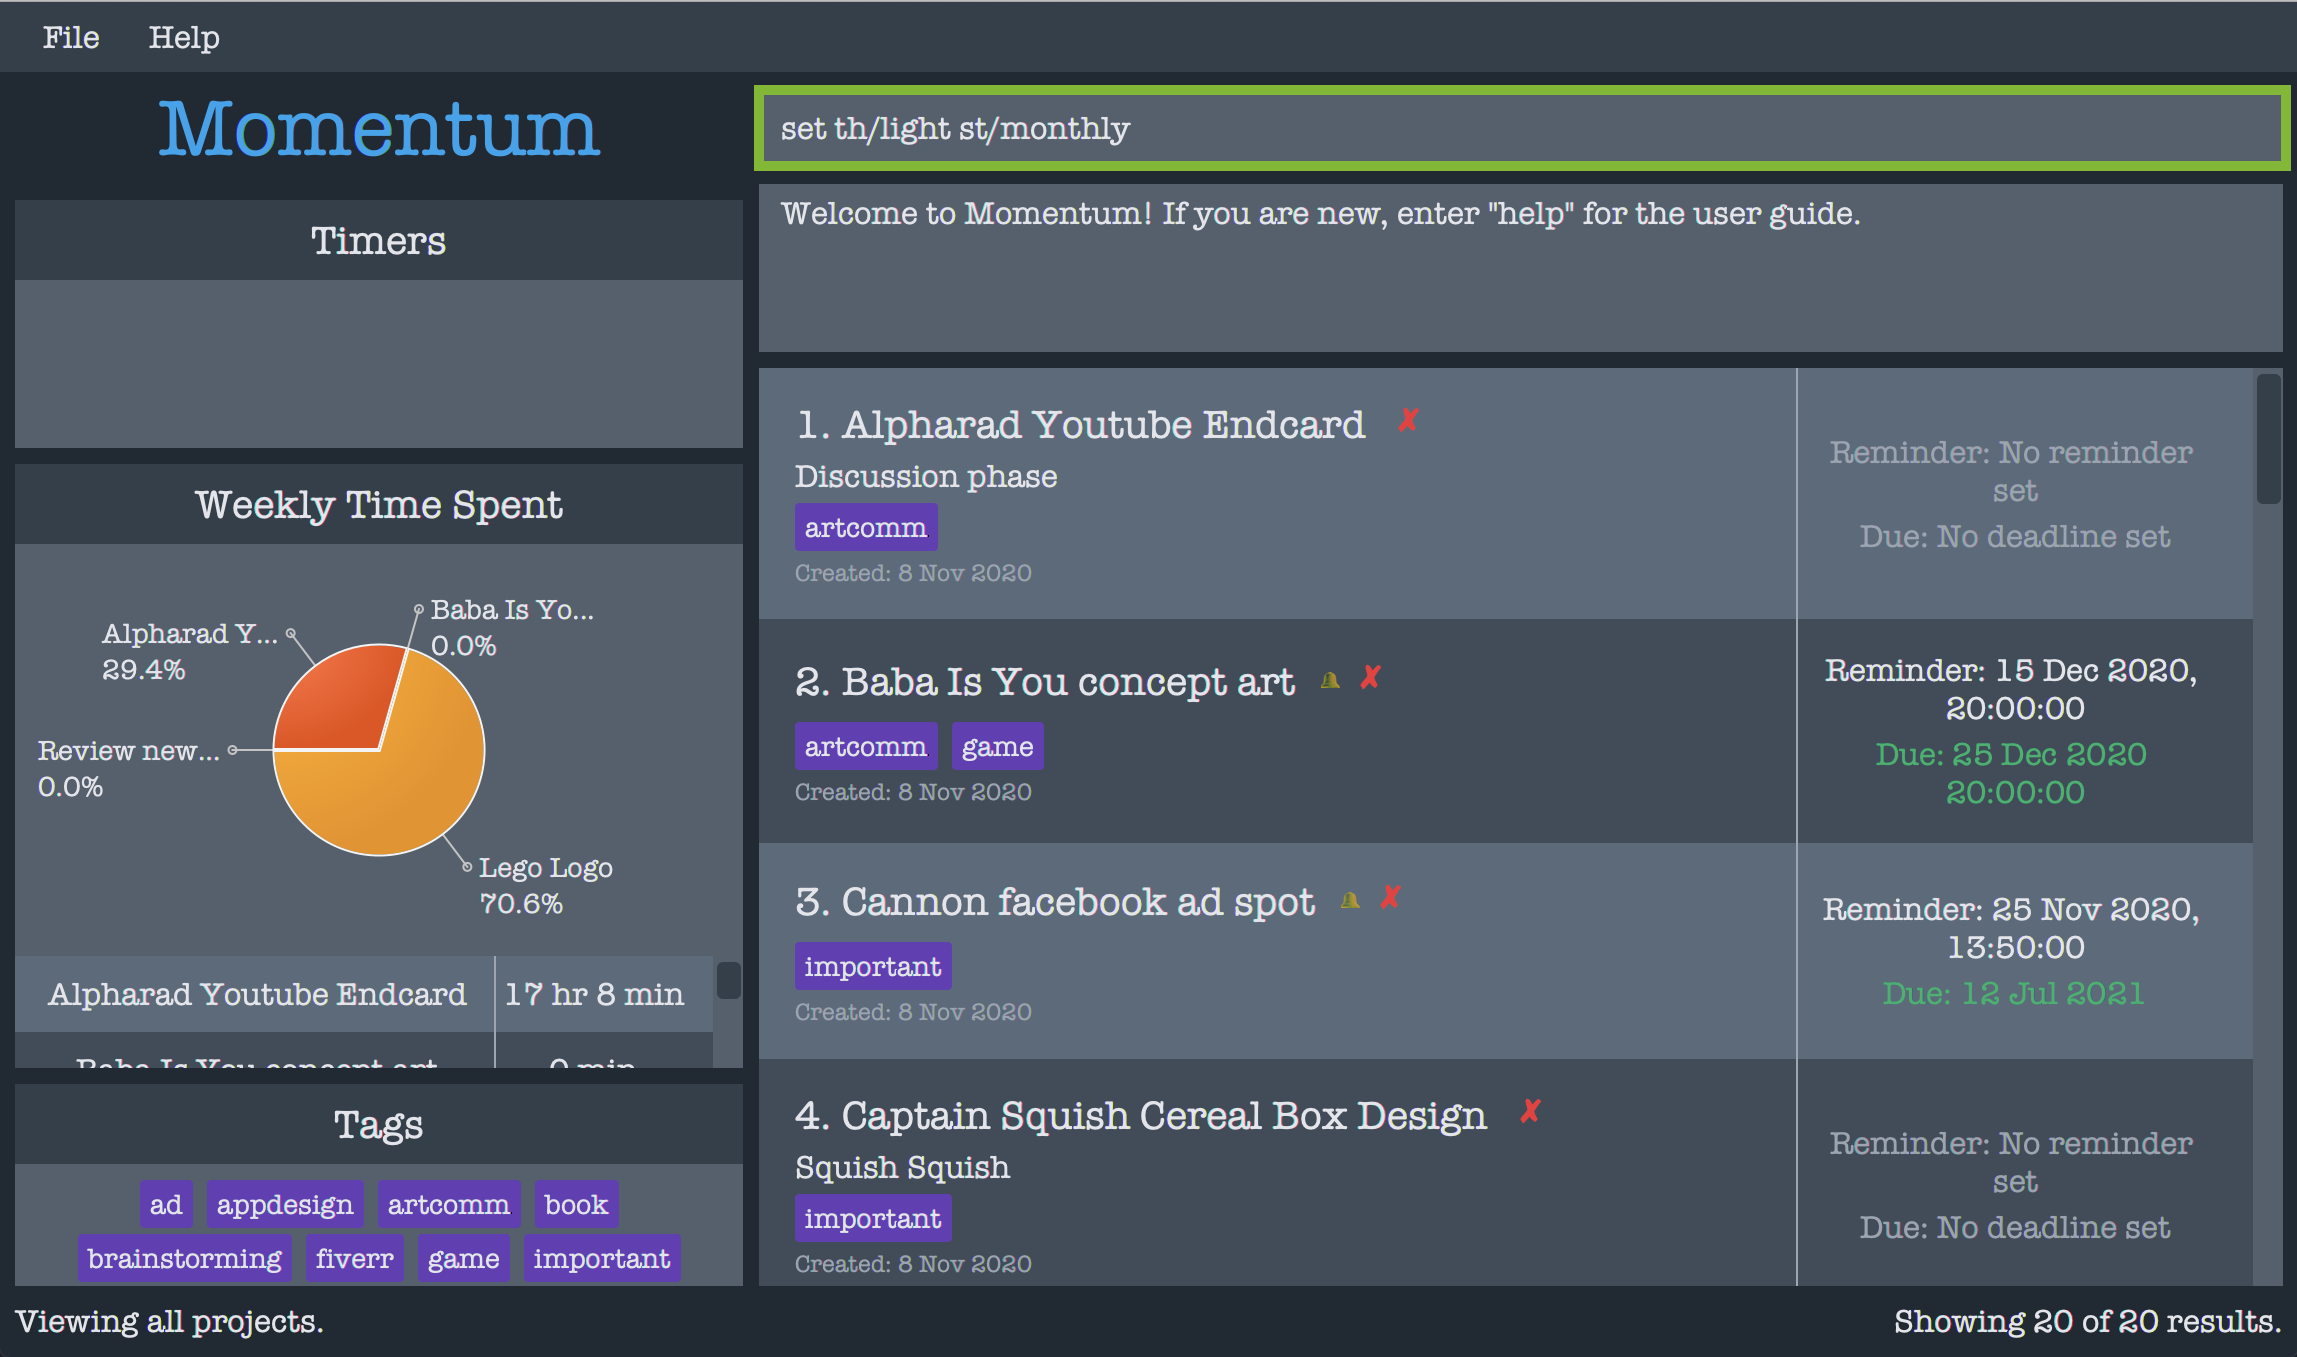 File Help
Momentum
set th/light st/monthly
Welcome to Momentum! If you are new, enter "help" for the user guide.
Timers
Weekly Time Spent
Baba Is Yo...
0.0%
Alpharad Y...
29.4%
Review new...
0.0%
Lego Logo
70.6%
Alpharad Youtube Endcard 17 hr 8 min
Baba Is You concept art 0 min
Tags
ad appdesign artcomm book
brainstorming fiverr game important
1. Alpharad Youtube Endcard ✘
Discussion phase
artcomm
Created: 8 Nov 2020
Reminder: No reminder
set
Due: No deadline set
2. Baba Is You concept art 🔔 ✘
artcomm game
Created: 8 Nov 2020
Reminder: 15 Dec 2020,
20:00:00
Due: 25 Dec 2020
20:00:00
3. Cannon facebook ad spot 🔔 ✘
important
Created: 8 Nov 2020
Reminder: 25 Nov 2020,
13:50:00
Due: 12 Jul 2021
4. Captain Squish Cereal Box Design ✘
Squish Squish
important
Created: 8 Nov 2020
Reminder: No reminder
set
Due: No deadline set
Viewing all projects.
Showing 20 of 20 results.